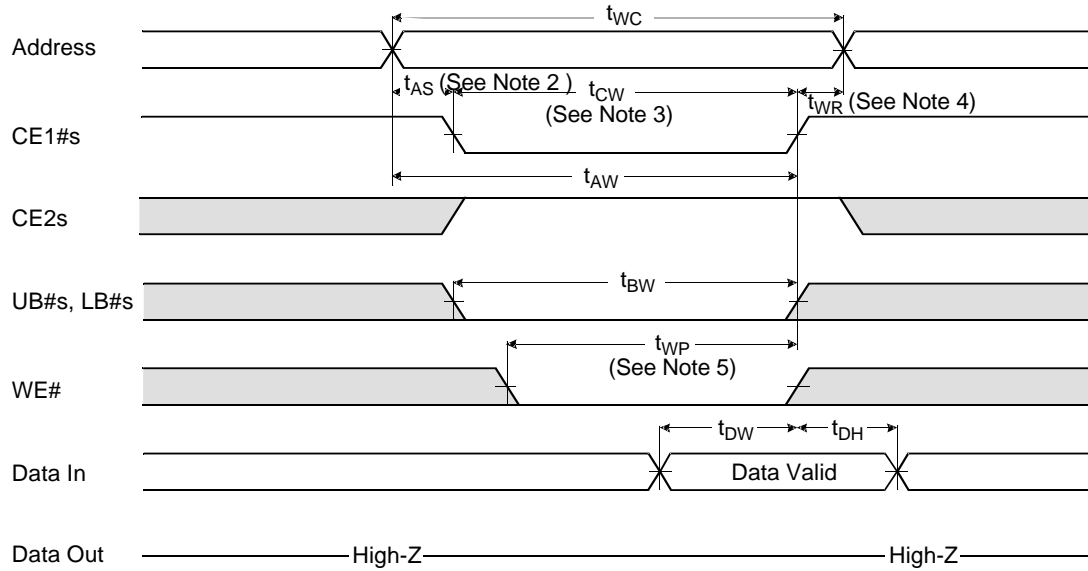 tWC
Address
tAS (See Note 2 )
tCW
(See Note 3)
tWR (See Note 4)
CE1#s
tAW
CE2s
tBW
UB#s, LB#s
tWP
(See Note 5)
WE#
tDW
tDH
Data In
Data Valid
Data Out
High-Z
High-Z